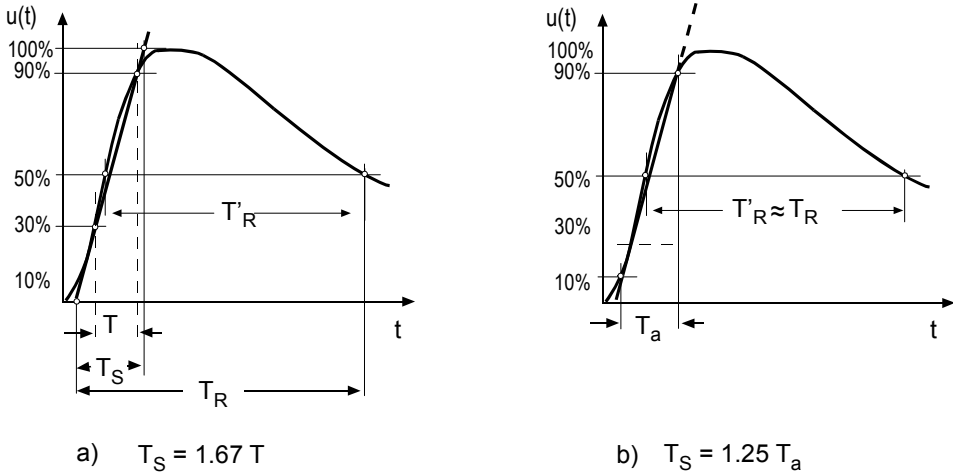 u(t)
100%
90%
50%
30%
10%
T'R
T
TS
TR
t
a) TS = 1.67 T
u(t)
100%
90%
50%
30%
10%
T'R ≈ TR
Ta
t
b) TS = 1.25 Ta